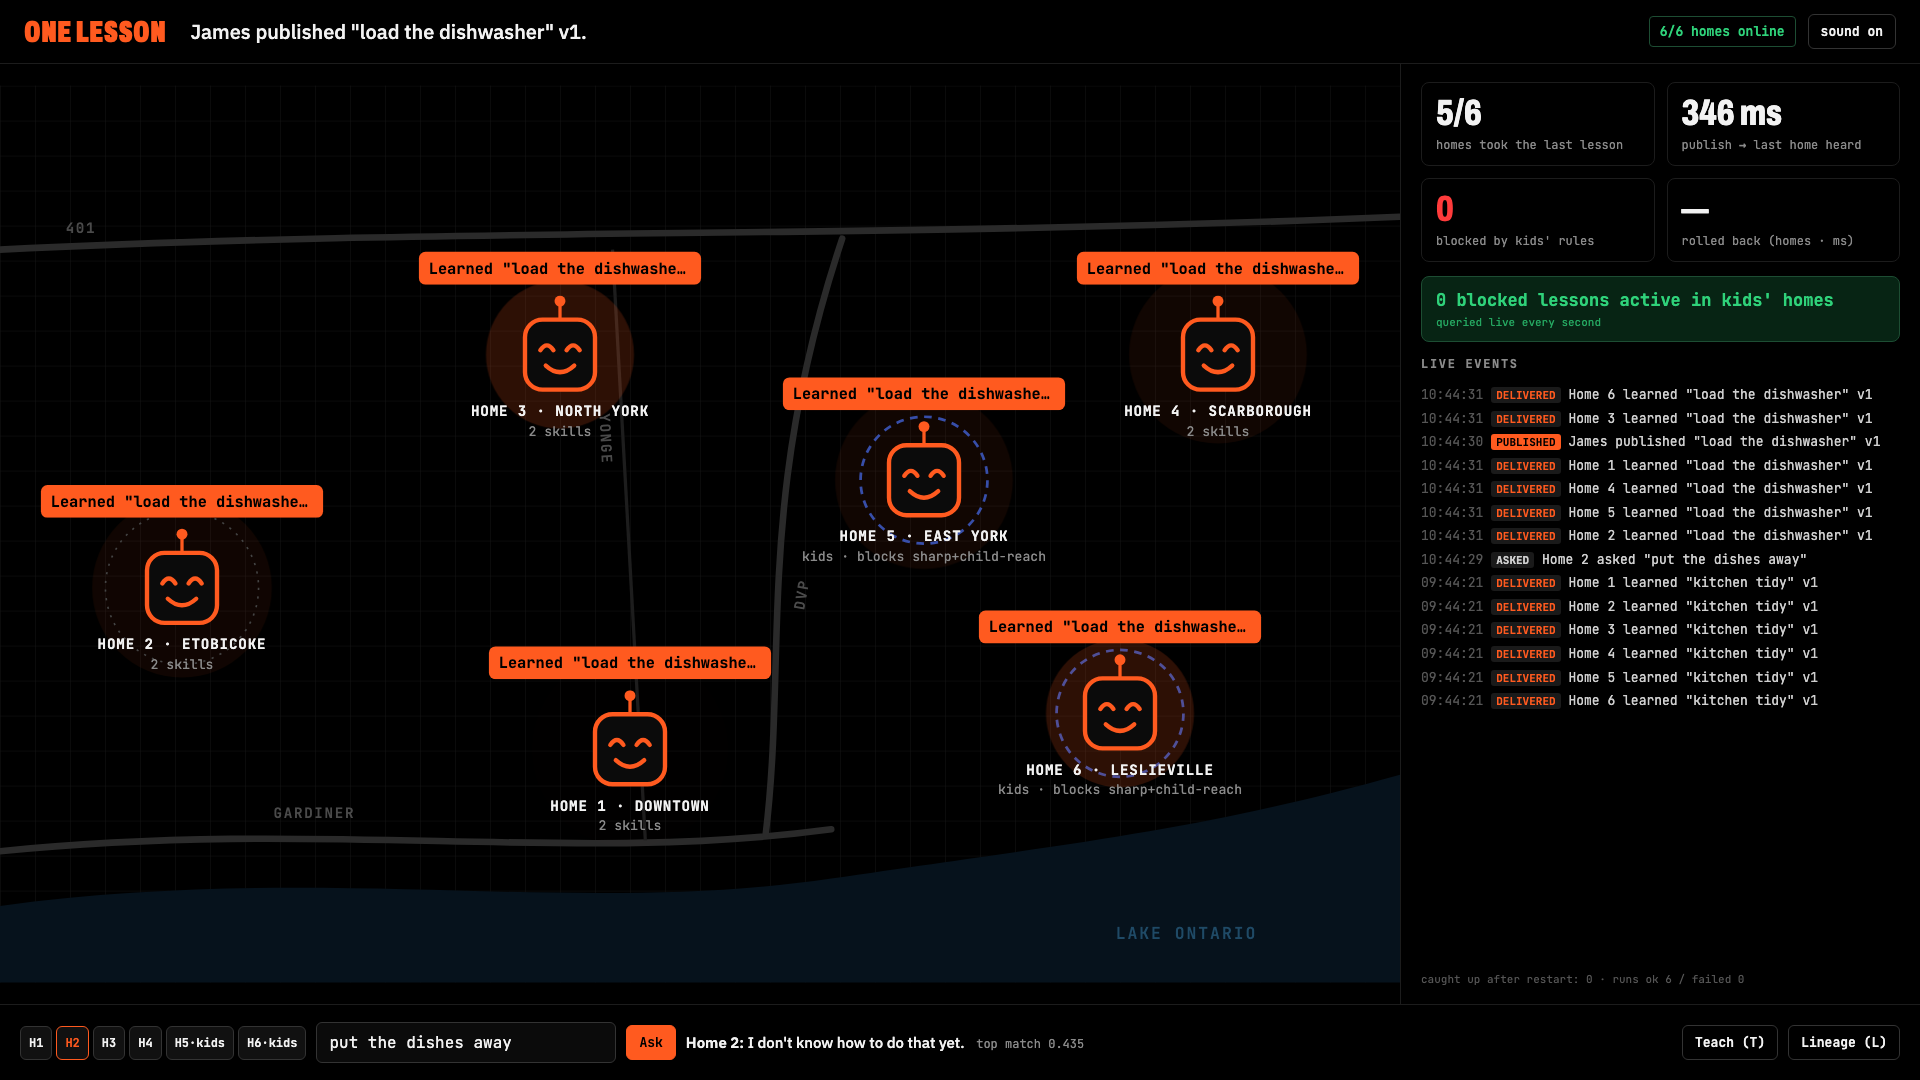 ONE LESSON
James published "load the dishwasher" v1.
6/6 homes online
sound on
401
Learned "load the dishwashe…
HOME 3 · NORTH YORK
2 skills
YONGE
Learned "load the dishwashe…
HOME 4 · SCARBOROUGH
2 skills
Learned "load the dishwashe…
HOME 5 · EAST YORK
kids · blocks sharp+child-reach
DVP
Learned "load the dishwashe…
HOME 2 · ETOBICOKE
2 skills
Learned "load the dishwashe…
HOME 6 · LESLIEVILLE
kids · blocks sharp+child-reach
Learned "load the dishwashe…
HOME 1 · DOWNTOWN
2 skills
GARDINER
LAKE ONTARIO
5/6
homes took the last lesson
346 ms
publish → last home heard
0
blocked by kids' rules
—
rolled back (homes · ms)
0 blocked lessons active in kids' homes
queried live every second
LIVE EVENTS
10:44:31 DELIVERED Home 6 learned "load the dishwasher" v1
10:44:31 DELIVERED Home 3 learned "load the dishwasher" v1
10:44:30 PUBLISHED James published "load the dishwasher" v1
10:44:31 DELIVERED Home 1 learned "load the dishwasher" v1
10:44:31 DELIVERED Home 4 learned "load the dishwasher" v1
10:44:31 DELIVERED Home 5 learned "load the dishwasher" v1
10:44:31 DELIVERED Home 2 learned "load the dishwasher" v1
10:44:29 ASKED Home 2 asked "put the dishes away"
09:44:21 DELIVERED Home 1 learned "kitchen tidy" v1
09:44:21 DELIVERED Home 2 learned "kitchen tidy" v1
09:44:21 DELIVERED Home 3 learned "kitchen tidy" v1
09:44:21 DELIVERED Home 4 learned "kitchen tidy" v1
09:44:21 DELIVERED Home 5 learned "kitchen tidy" v1
09:44:21 DELIVERED Home 6 learned "kitchen tidy" v1
caught up after restart: 0 · runs ok 6 / failed 0
H1 H2 H3 H4 H5·kids H6·kids
put the dishes away
Ask
Home 2: I don't know how to do that yet. top match 0.435
Teach (T)
Lineage (L)